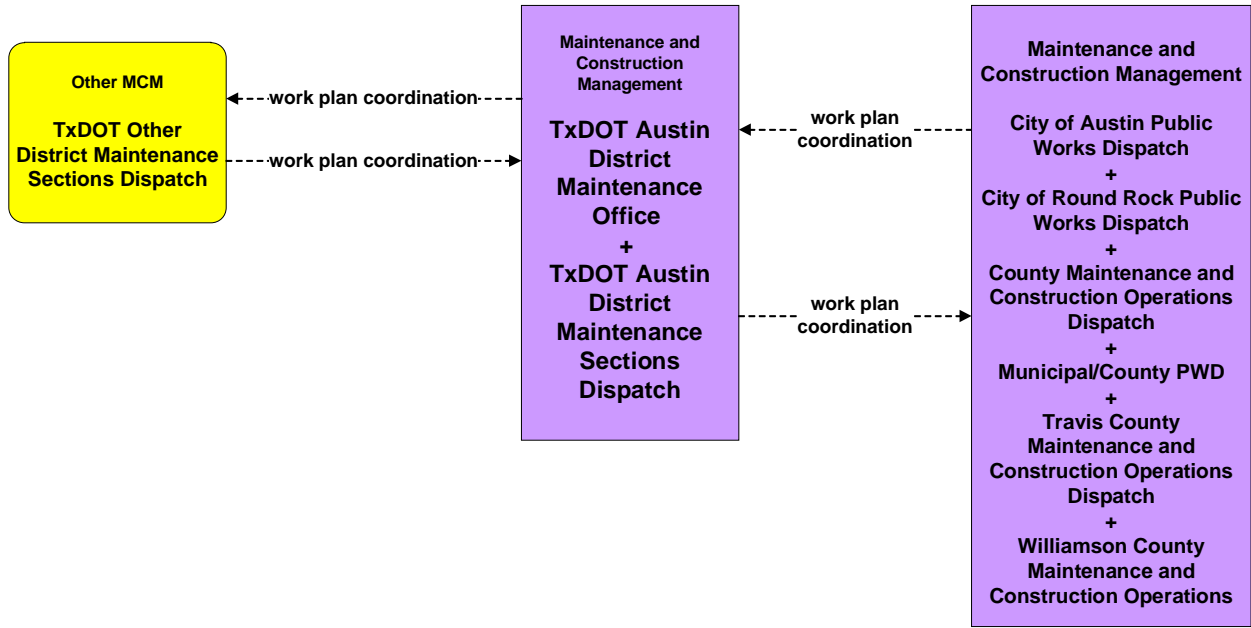 Other MCM
TxDOT Other
District Maintenance
Sections Dispatch
work plan coordination
work plan coordination
Maintenance and
Construction
Management
TxDOT Austin
District
Maintenance
Office
+
TxDOT Austin
District
Maintenance
Sections
Dispatch
work plan
coordination
work plan
coordination
Maintenance and
Construction Management
City of Austin Public
Works Dispatch
+
City of Round Rock Public
Works Dispatch
+
County Maintenance and
Construction Operations
Dispatch
+
Municipal/County PWD
+
Travis County
Maintenance and
Construction Operations
Dispatch
+
Williamson County
Maintenance and
Construction Operations